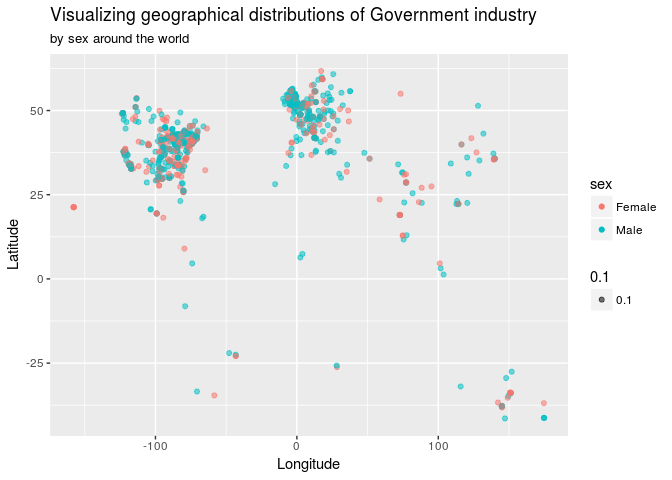 Visualizing geographical distributions of Government industry
by sex around the world
50
25
0
-25
Latitude
-100
0
100
Longitude
sex
Female
Male
0.1
0.1